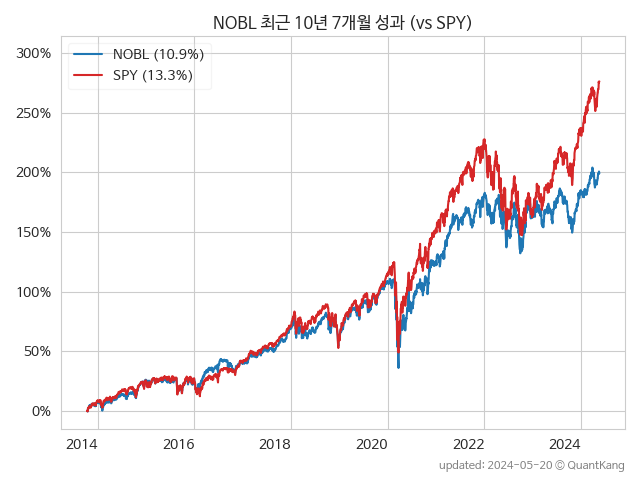 NOBL 최근 10년 7개월 성과 (vs SPY)
NOBL (10.9%)
SPY (13.3%)
300%
250%
200%
150%
100%
50%
0%
2014 2016 2018 2020 2022 2024
updated: 2024-05-20 © QuantKang